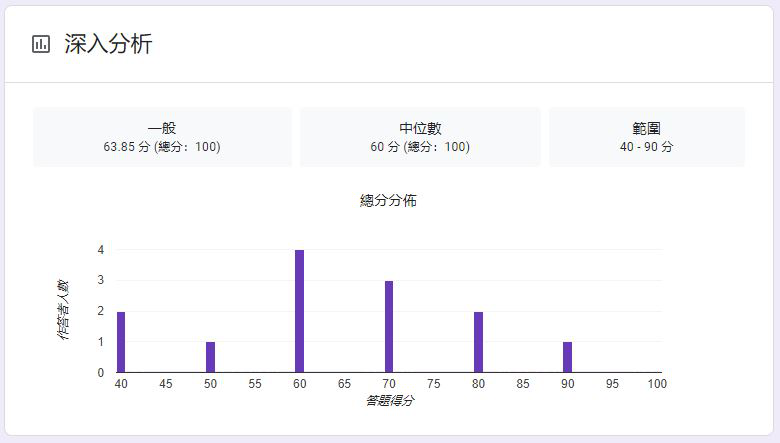 深入分析
一般
63.85 分 (總分：100)
中位數
60 分 (總分：100)
範圍
40 - 90 分
總分分佈
作答者人數
4
3
2
1
0
40 45 50 55 60 65 70 75 80 85 90 95 100
答題得分